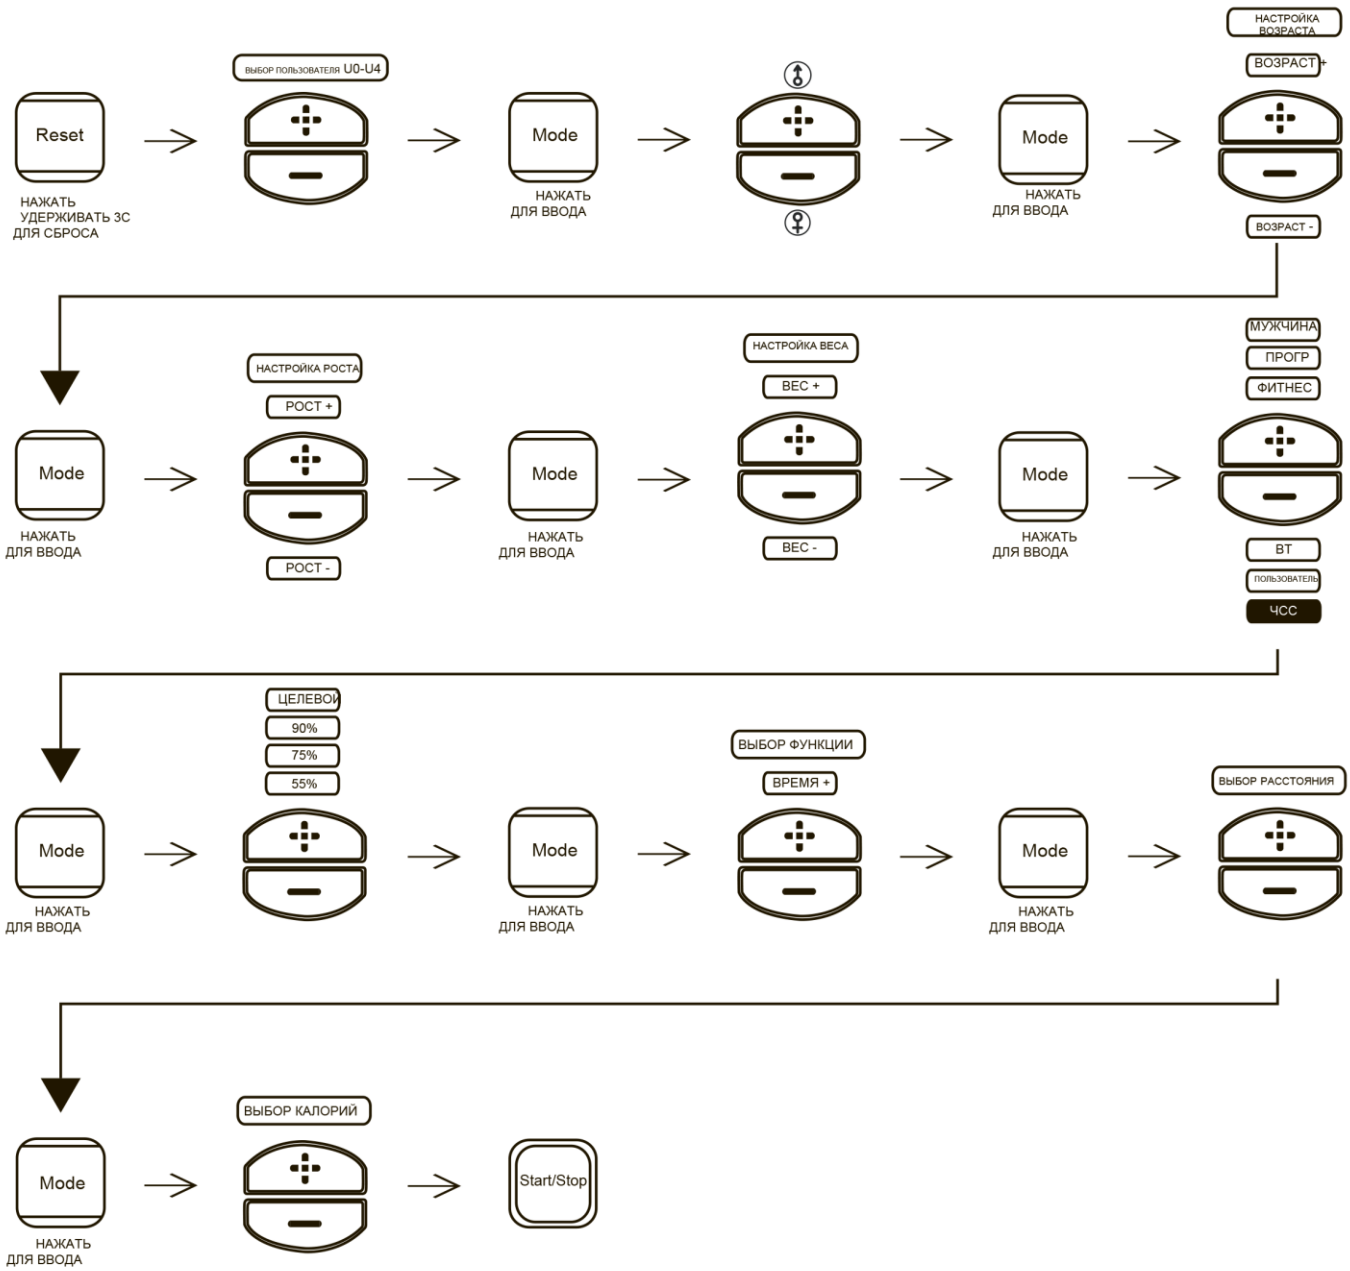 НАСТРОЙКА
ВОЗРАСТА
ВЫБОР ПОЛЬЗОВАТЕЛЯ U0-U4
ВОЗРАСТ +
Reset
Mode
Mode
НАЖАТЬ
УДЕРЖИВАТЬ 3С
ДЛЯ СБРОСА
НАЖАТЬ
ДЛЯ ВВОДА
НАЖАТЬ
ДЛЯ ВВОДА
ВОЗРАСТ -
МУЖЧИНА
ПРОГР
ФИТНЕС
НАСТРОЙКА РОСТА
РОСТ +
НАСТРОЙКА ВЕСА
ВЕС +
Mode
Mode
Mode
НАЖАТЬ
ДЛЯ ВВОДА
РОСТ -
НАЖАТЬ
ДЛЯ ВВОДА
ВЕС -
НАЖАТЬ
ДЛЯ ВВОДА
ВТ
ПОЛЬЗОВАТЕЛЬ
ЧСС
ЦЕЛЕВОЙ
90%
75%
55%
ВЫБОР ФУНКЦИИ
ВРЕМЯ +
ВЫБОР РАССТОЯНИЯ
Mode
Mode
Mode
НАЖАТЬ
ДЛЯ ВВОДА
НАЖАТЬ
ДЛЯ ВВОДА
НАЖАТЬ
ДЛЯ ВВОДА
ВЫБОР КАЛОРИЙ
Mode
Start/Stop
НАЖАТЬ
ДЛЯ ВВОДА